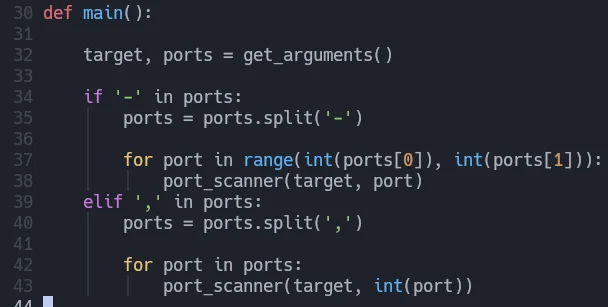 30 def main():
31
32     target, ports = get_arguments()
33
34     if '-' in ports:
35         ports = ports.split('-')
36
37         for port in range(int(ports[0]), int(ports[1])):
38             port_scanner(target, port)
39     elif ',' in ports:
40         ports = ports.split(',')
41
42         for port in ports:
43             port_scanner(target, int(port))
44